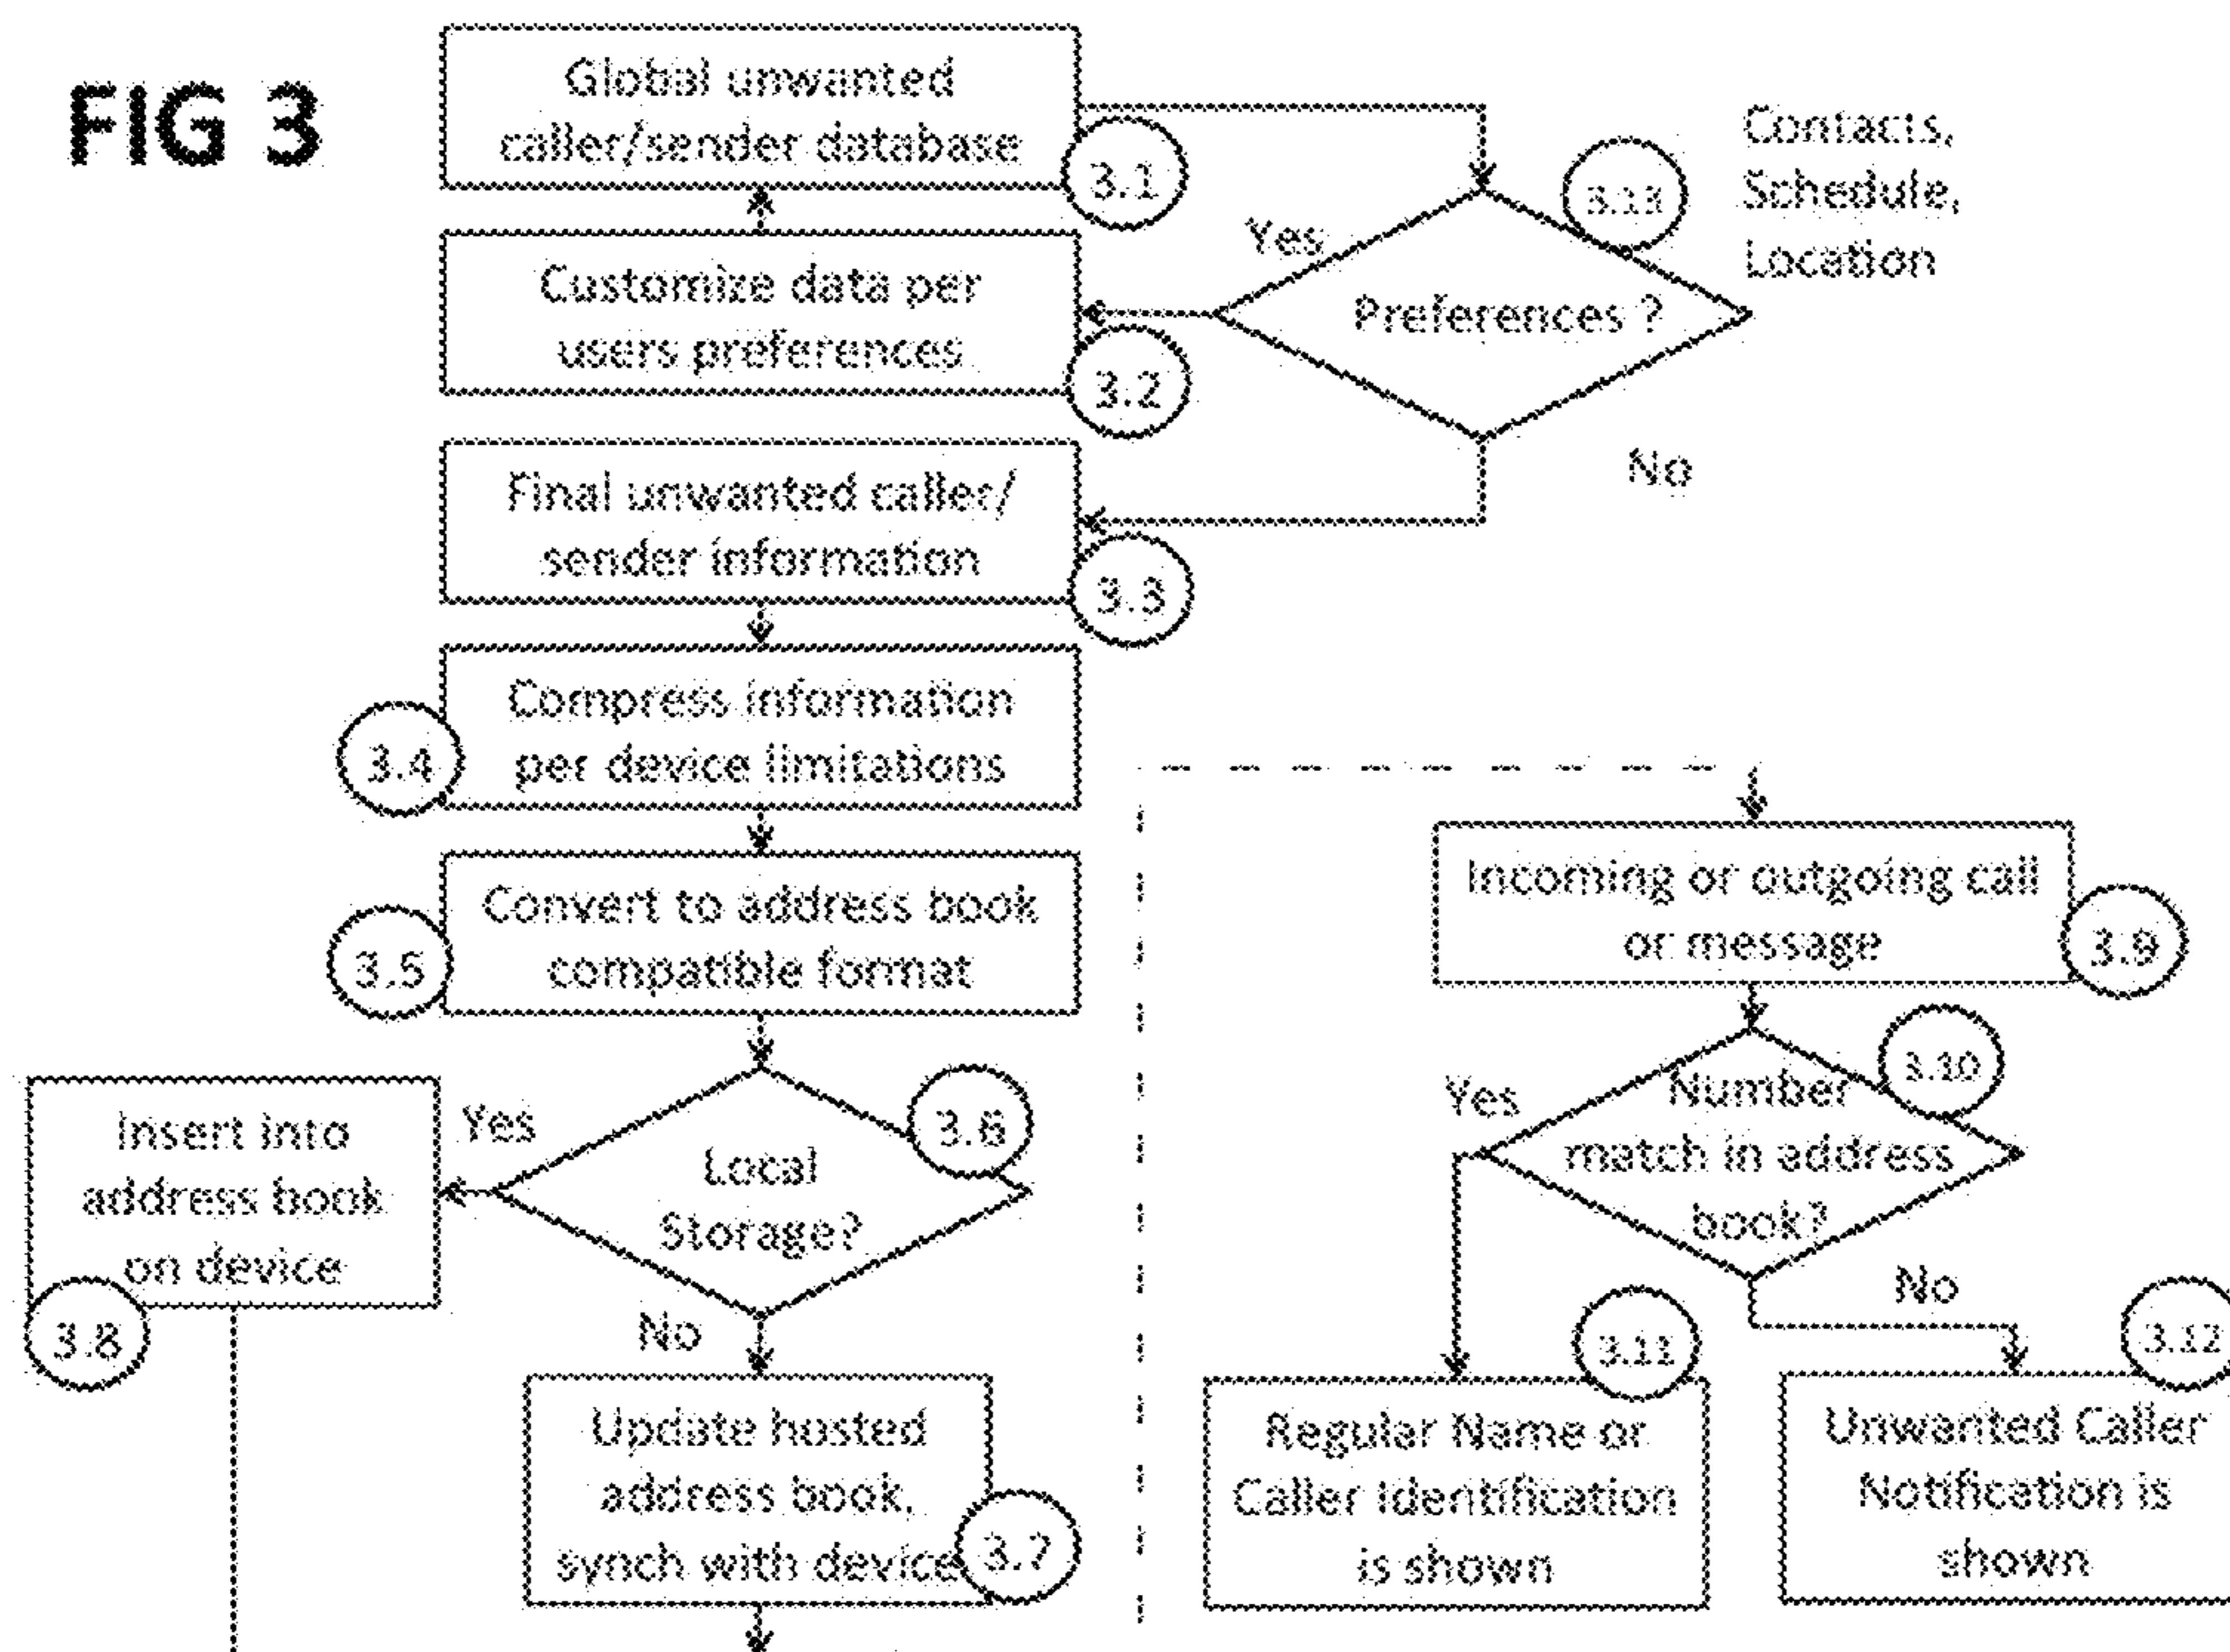 FIG 3
Global unwanted
caller/sender database
3.1
Contacts,
Schedule,
Location
3.13
Yes
Preferences ?
No
Customize data per
users preferences
3.2
Final unwanted caller/
sender information
3.3
Compress information
per device limitations
3.4
Convert to address book
compatible format
3.5
Local
Storage?
3.6
Yes
No
Insert into
address book
on device
3.8
Update hosted
address book,
synch with device
3.7
Incoming or outgoing call
or message
3.9
Number
match in address
book?
3.10
Yes
No
Regular Name or
Caller Identification
is shown
3.11
Unwanted Caller
Notification is
shown
3.12